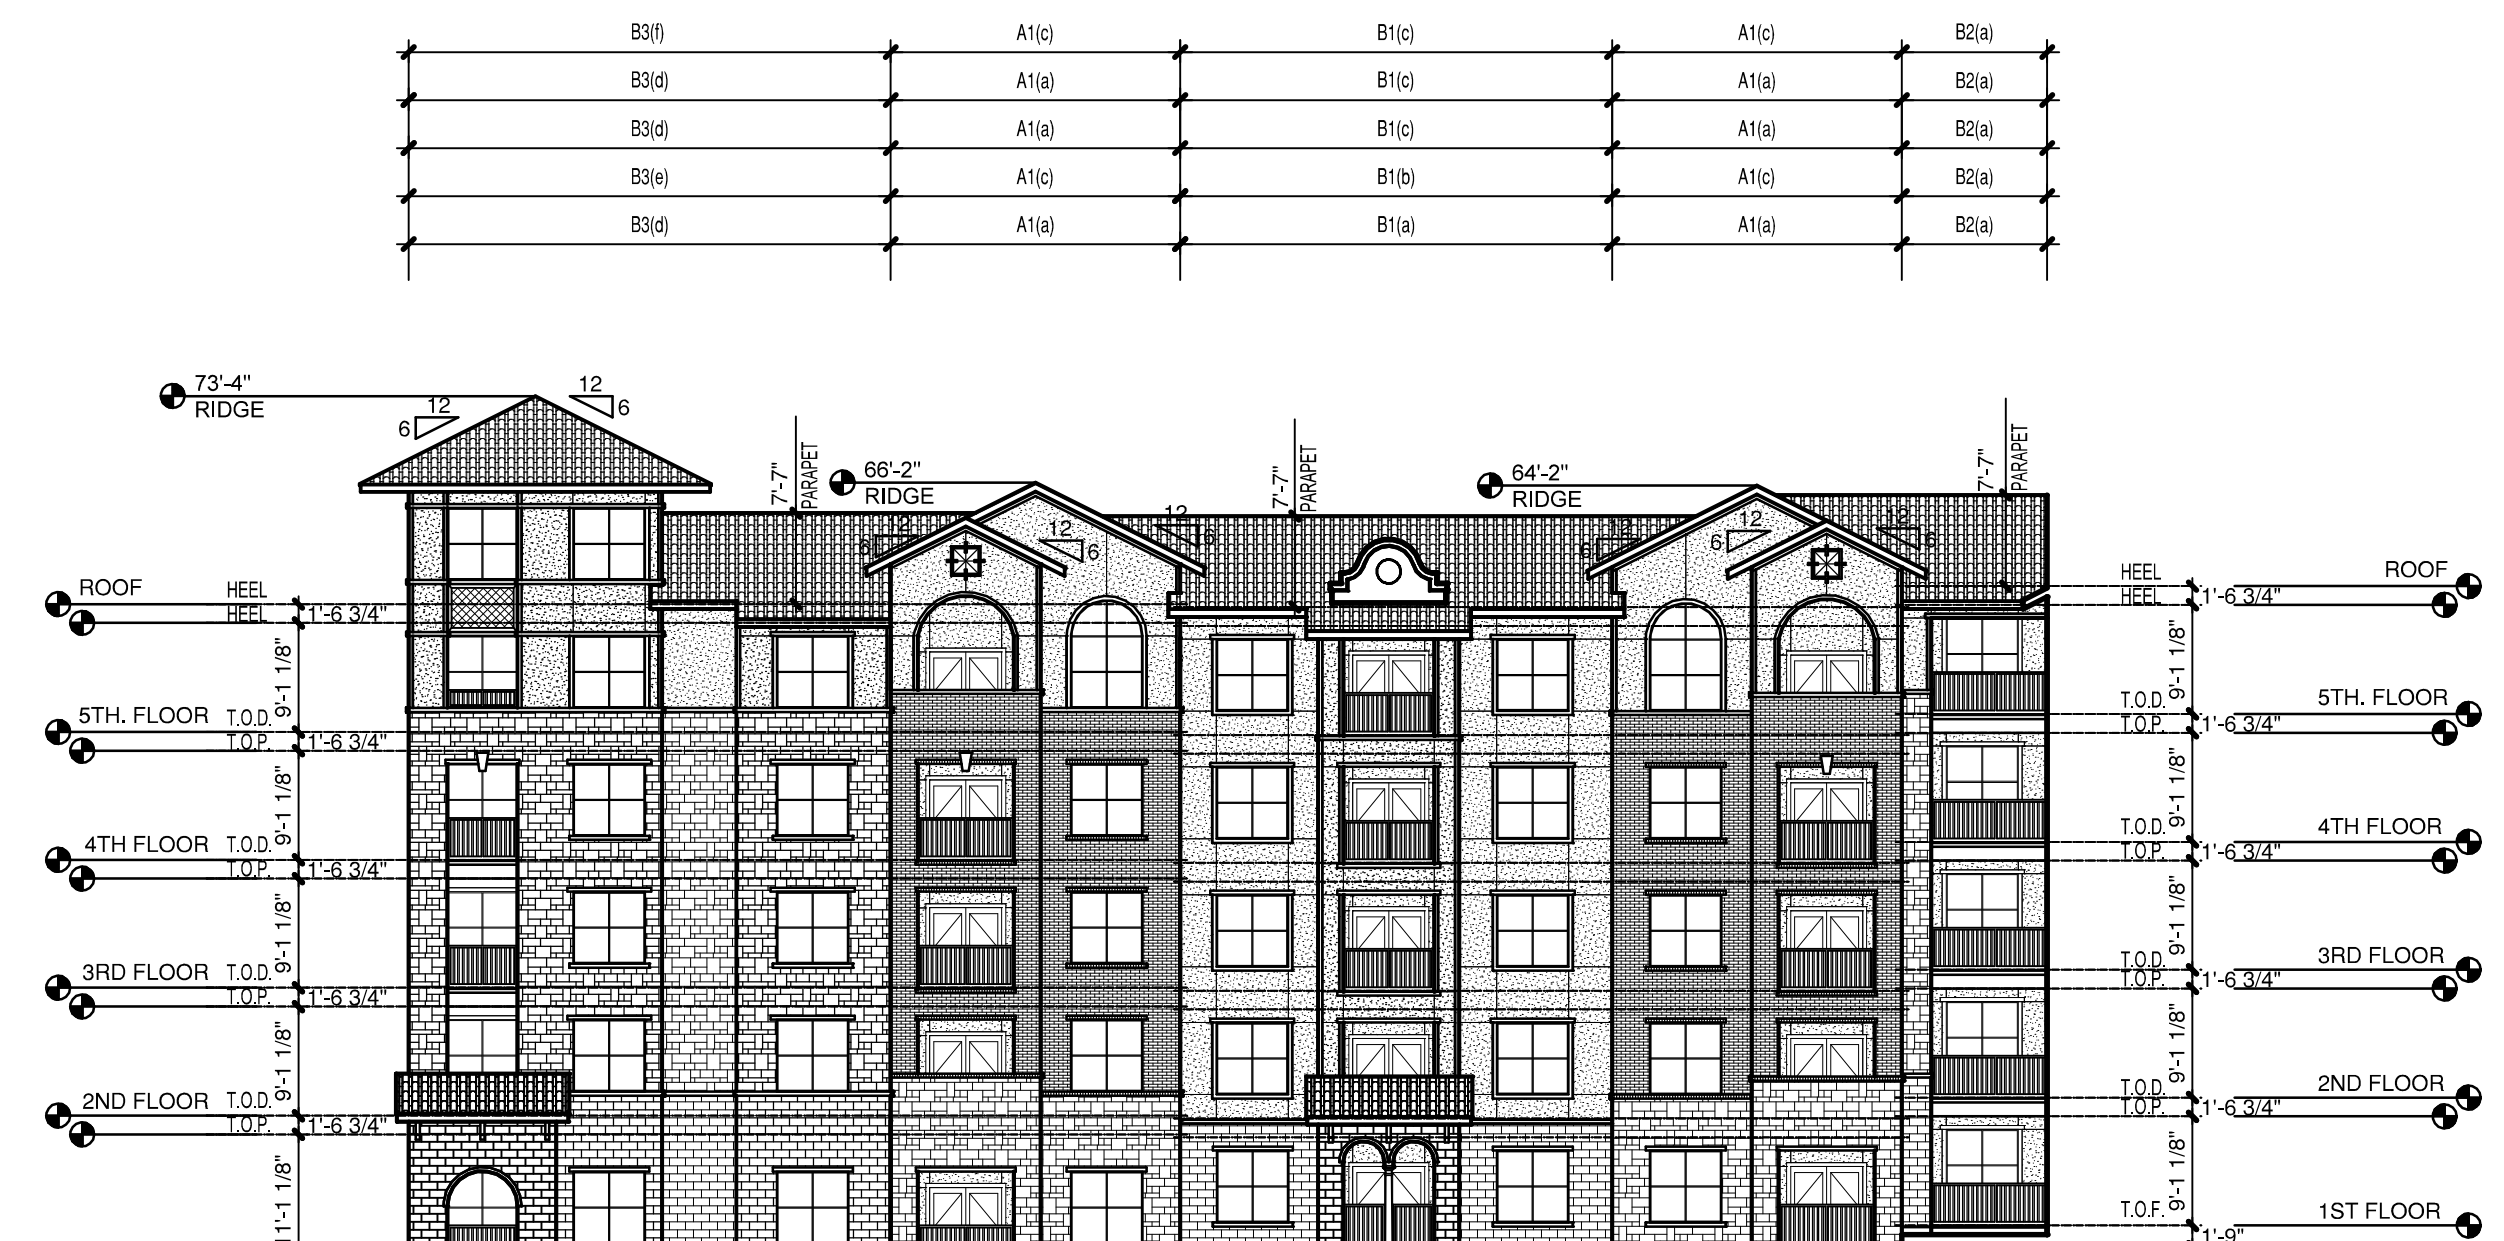 B3(f) A1(c) B1(c) A1(c) B2(a)
B3(d) A1(a) B1(c) A1(a) B2(a)
B3(d) A1(a) B1(c) A1(a) B2(a)
B3(e) A1(c) B1(b) A1(c) B2(a)
B3(d) A1(a) B1(a) A1(a) B2(a)
73'-4"
RIDGE
12
6
12
6
7'-7"
PARAPET
66'-2"
RIDGE
12
6
12
6
12
6
7'-7"
PARAPET
64'-2"
RIDGE
12
6
12
6
12
6
7'-7"
PARAPET
ROOF HEEL
HEEL 1'-6 3/4"
9'-1 1/8"
5TH. FLOOR T.O.D.
T.O.P. 1'-6 3/4"
9'-1 1/8"
4TH FLOOR T.O.D.
T.O.P. 1'-6 3/4"
9'-1 1/8"
3RD FLOOR T.O.D.
T.O.P. 1'-6 3/4"
9'-1 1/8"
2ND FLOOR T.O.D.
T.O.P. 1'-6 3/4"
11'-1 1/8"
HEEL ROOF
HEEL 1'-6 3/4"
9'-1 1/8"
T.O.D. 5TH. FLOOR
T.O.P. 1'-6 3/4"
9'-1 1/8"
T.O.D. 4TH FLOOR
T.O.P. 1'-6 3/4"
9'-1 1/8"
T.O.D. 3RD FLOOR
T.O.P. 1'-6 3/4"
9'-1 1/8"
T.O.D. 2ND FLOOR
T.O.P. 1'-6 3/4"
9'-1 1/8"
T.O.F. 1ST FLOOR
1'-9"